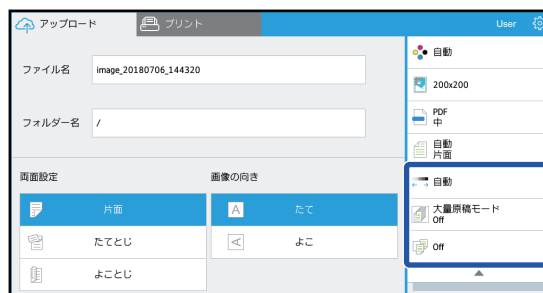 アップロード
プリント
User
ファイル名
image_20180706_144320
フォルダー名
/
両面設定
片面
たてとじ
よことじ
画像の向き
A
たて
A
よこ
自動
200x200
PDF
中
自動
片面
自動
大量原稿モード
Off
Off